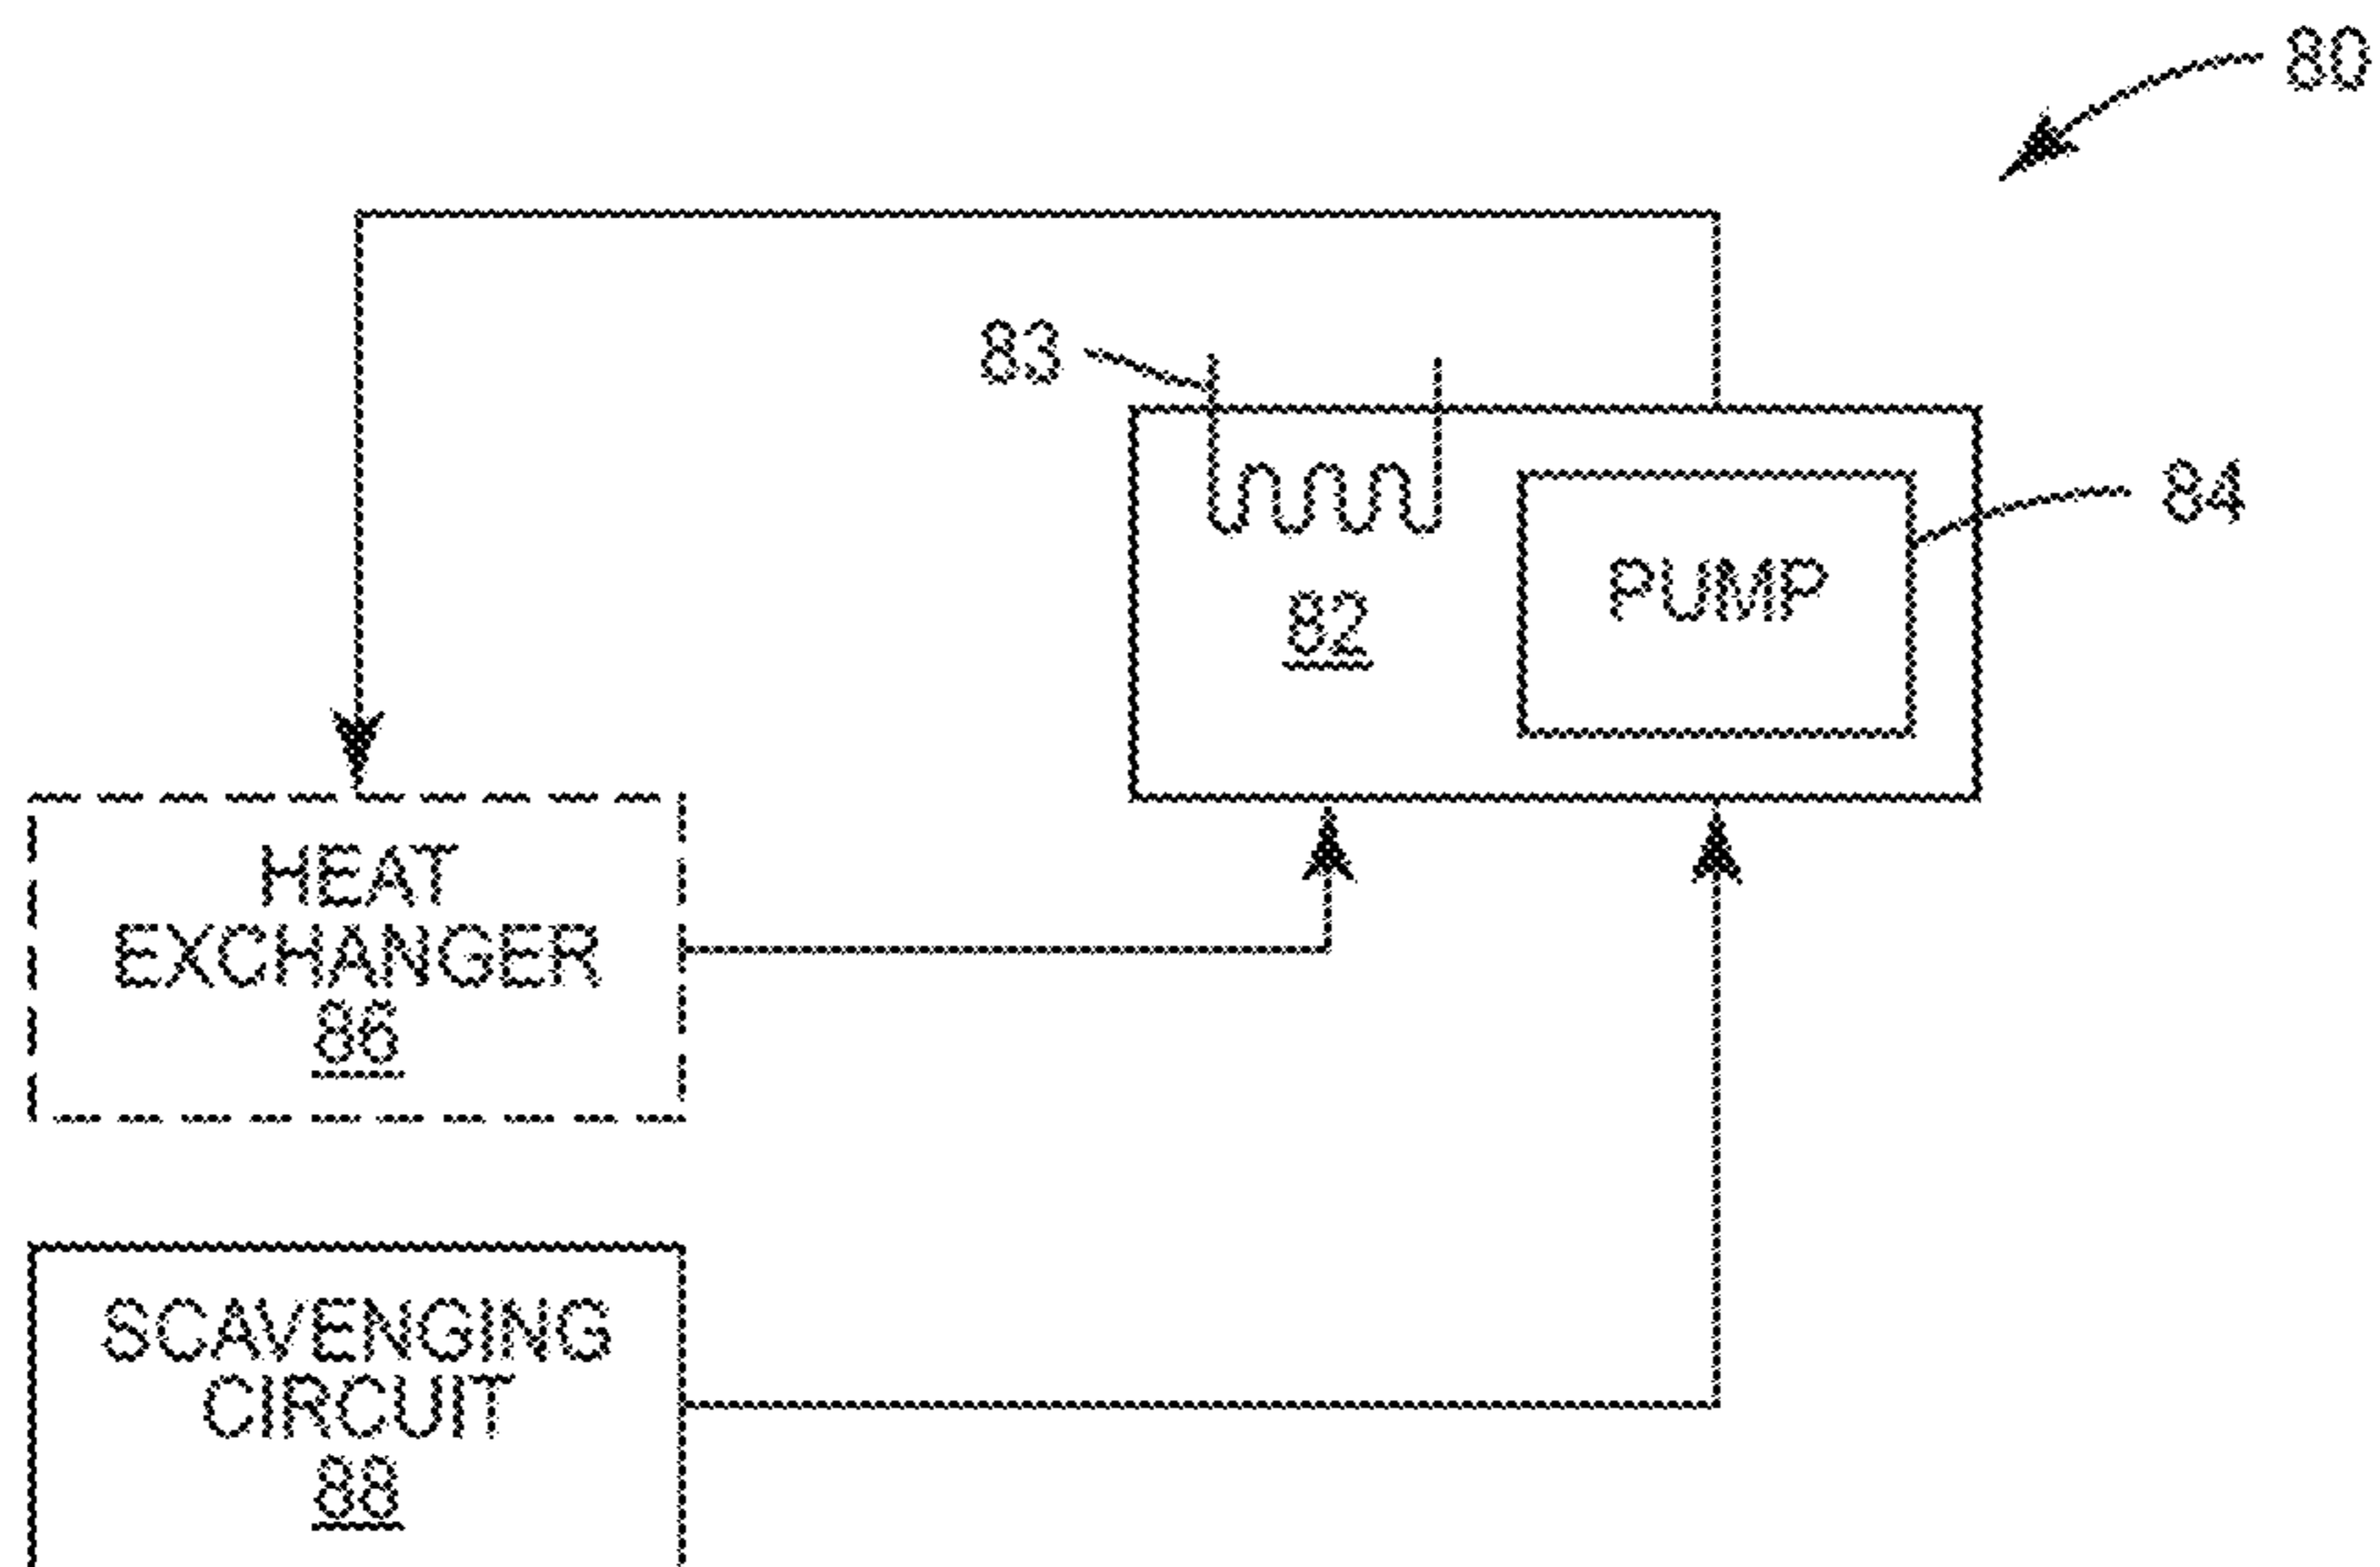 80
83
84
PUMP
82
HEAT
EXCHANGER
86
SCAVENGING
CIRCUIT
88